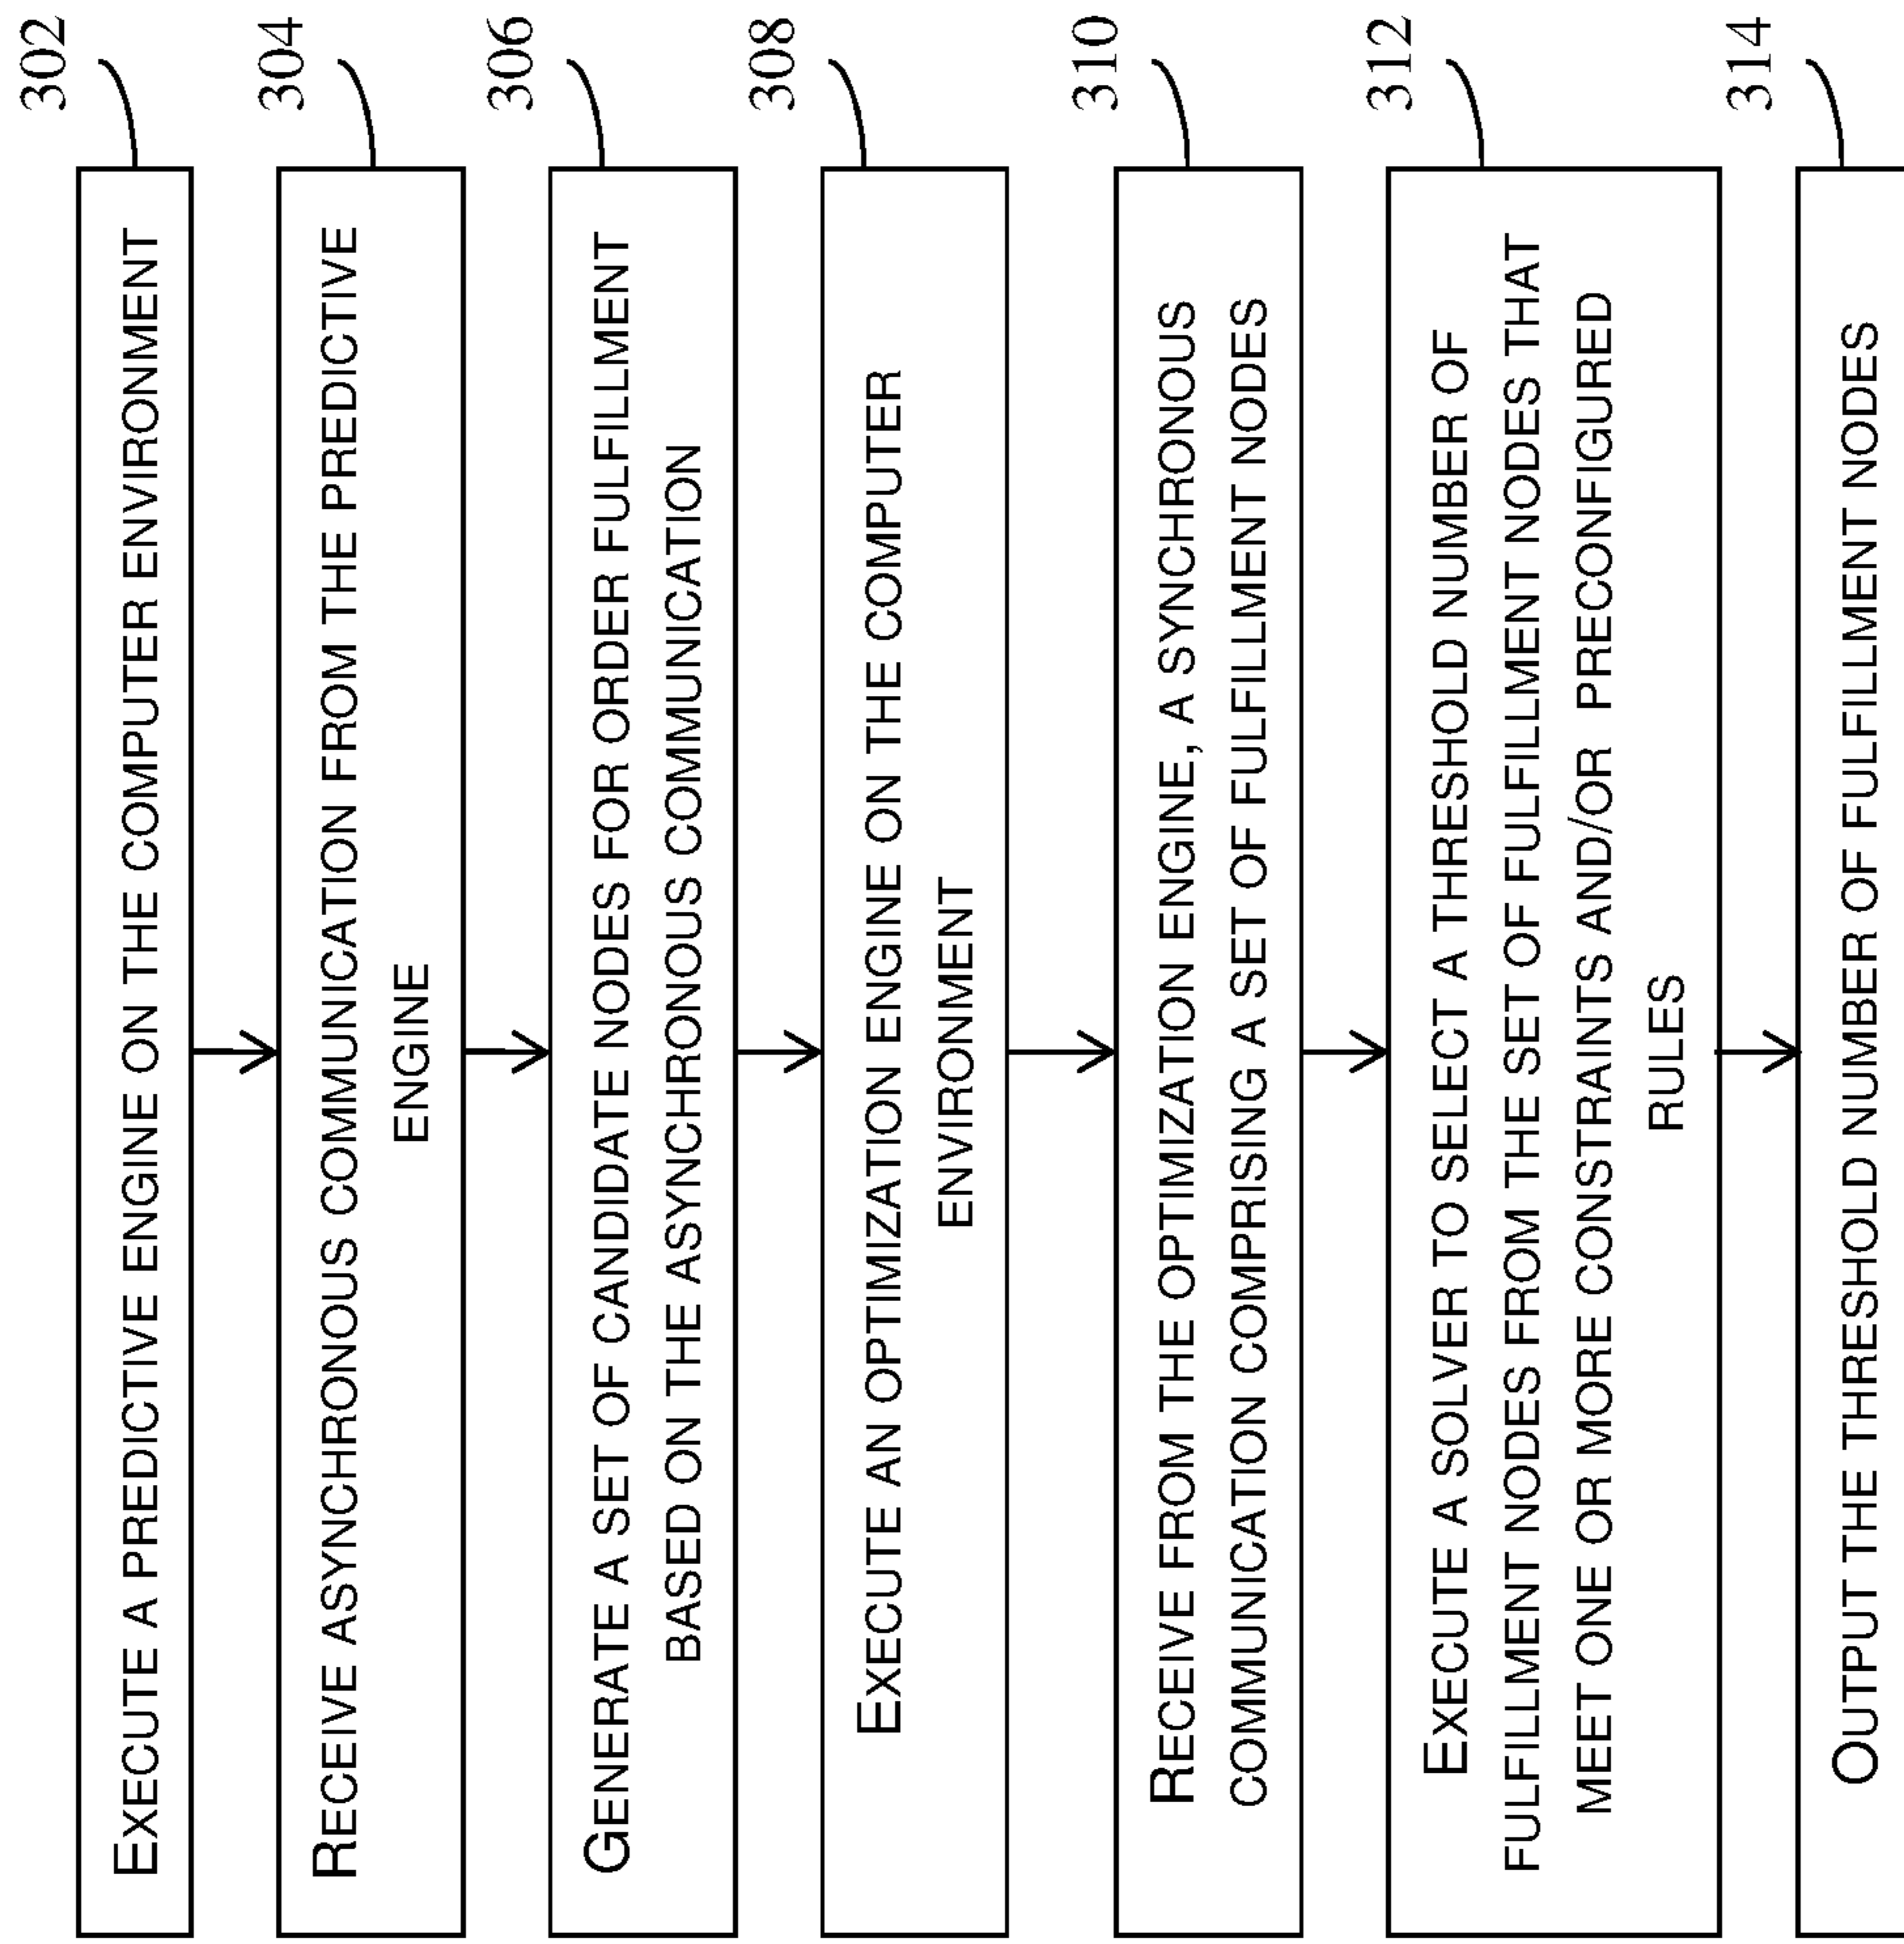 302
EXECUTE A PREDICTIVE ENGINE ON THE COMPUTER ENVIRONMENT
304
RECEIVE ASYNCHRONOUS COMMUNICATION FROM THE PREDICTIVE
ENGINE
306
GENERATE A SET OF CANDIDATE NODES FOR ORDER FULFILLMENT
BASED ON THE ASYNCHRONOUS COMMUNICATION
308
EXECUTE AN OPTIMIZATION ENGINE ON THE COMPUTER
ENVIRONMENT
310
RECEIVE FROM THE OPTIMIZATION ENGINE, A SYNCHRONOUS
COMMUNICATION COMPRISING A SET OF FULFILLMENT NODES
312
EXECUTE A SOLVER TO SELECT A THRESHOLD NUMBER OF
FULFILLMENT NODES FROM THE SET OF FULFILLMENT NODES THAT
MEET ONE OR MORE CONSTRAINTS AND/OR PRECONFIGURED
RULES
314
OUTPUT THE THRESHOLD NUMBER OF FULFILLMENT NODES